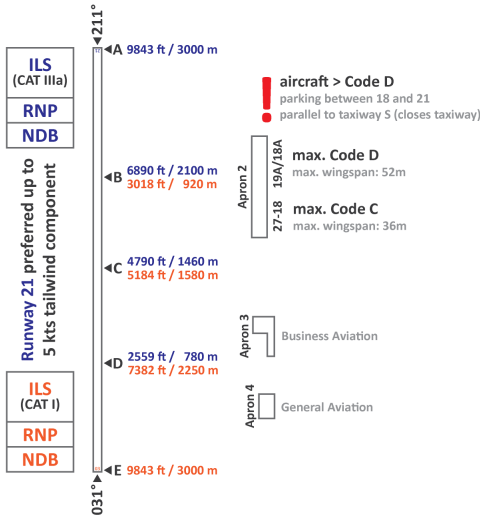 211°
ILS
(CAT IIIa)
RNP
NDB
Runway 21 preferred up to
5 kts tailwind component
ILS
(CAT I)
RNP
NDB
A 9843 ft / 3000 m
B 6890 ft / 2100 m
3018 ft / 920 m
C 4790 ft / 1460 m
5184 ft / 1580 m
D 2559 ft / 780 m
7382 ft / 2250 m
E 9843 ft / 3000 m
031°
! aircraft > Code D
parking between 18 and 21
parallel to taxiway S (closes taxiway)
Apron 2
19A/18A
max. Code D
max. wingspan: 52m
27-18
max. Code C
max. wingspan: 36m
Apron 3
Business Aviation
Apron 4
General Aviation